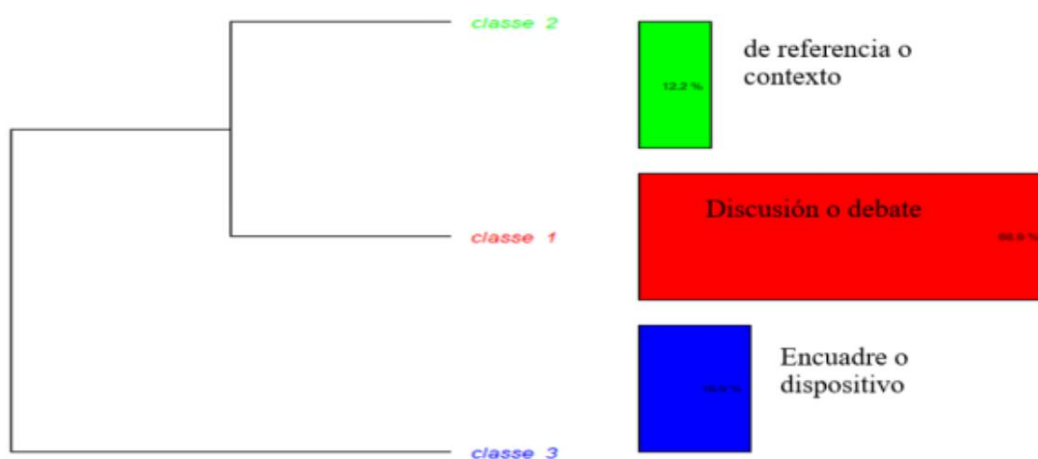 classe 2
12.2 %
de referencia o
contexto
Discusión o debate
classe 1
Encuadre o
dispositivo
classe 3